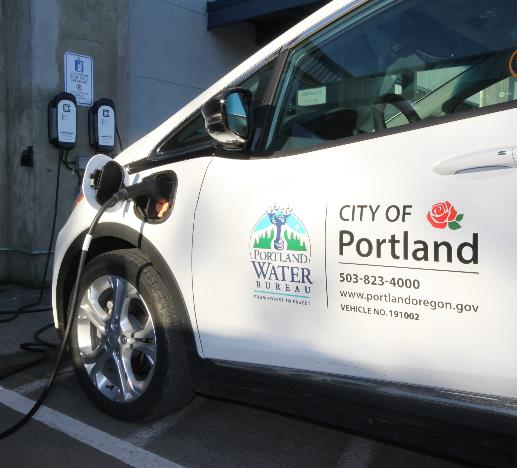 CITY OF
Portland
503-823-4000
www.portlandoregon.gov
VEHICLE NO. 191002
PORTLAND
WATER
BUREAU
FROM FOREST TO FAUCET